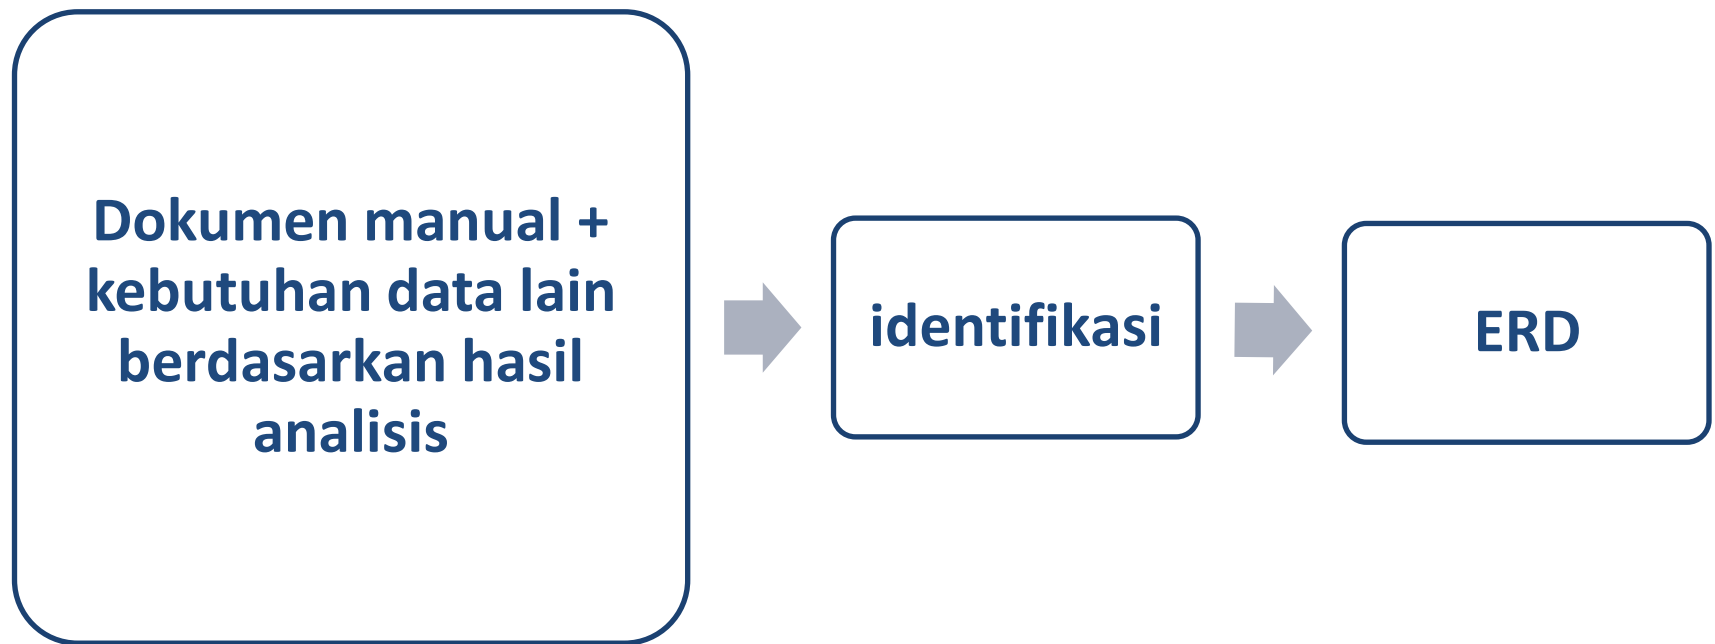 Dokumen manual +
kebutuhan data lain
berdasarkan hasil
analisis
identifikasi
ERD